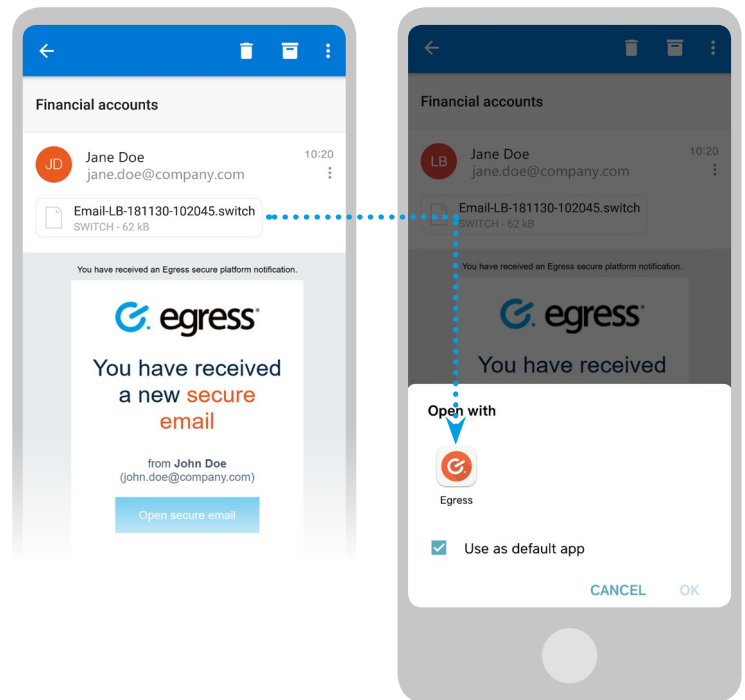 Financial accounts
JD
Jane Doe
10:20
jane.doe@company.com
Email-LB-181130-102045.switch
SWITCH - 62 kB
You have received an Egress secure platform notification.
egress
You have received
a new secure
email
from John Doe
(john.doe@company.com)
Open secure email
Financial accounts
LB
Jane Doe
10:20
jane.doe@company.com
Email-LB-181130-102045.switch
SWITCH - 62 kB
You have received an Egress secure platform notification.
egress
You have received
Open with
Egress
Use as default app
CANCEL OK